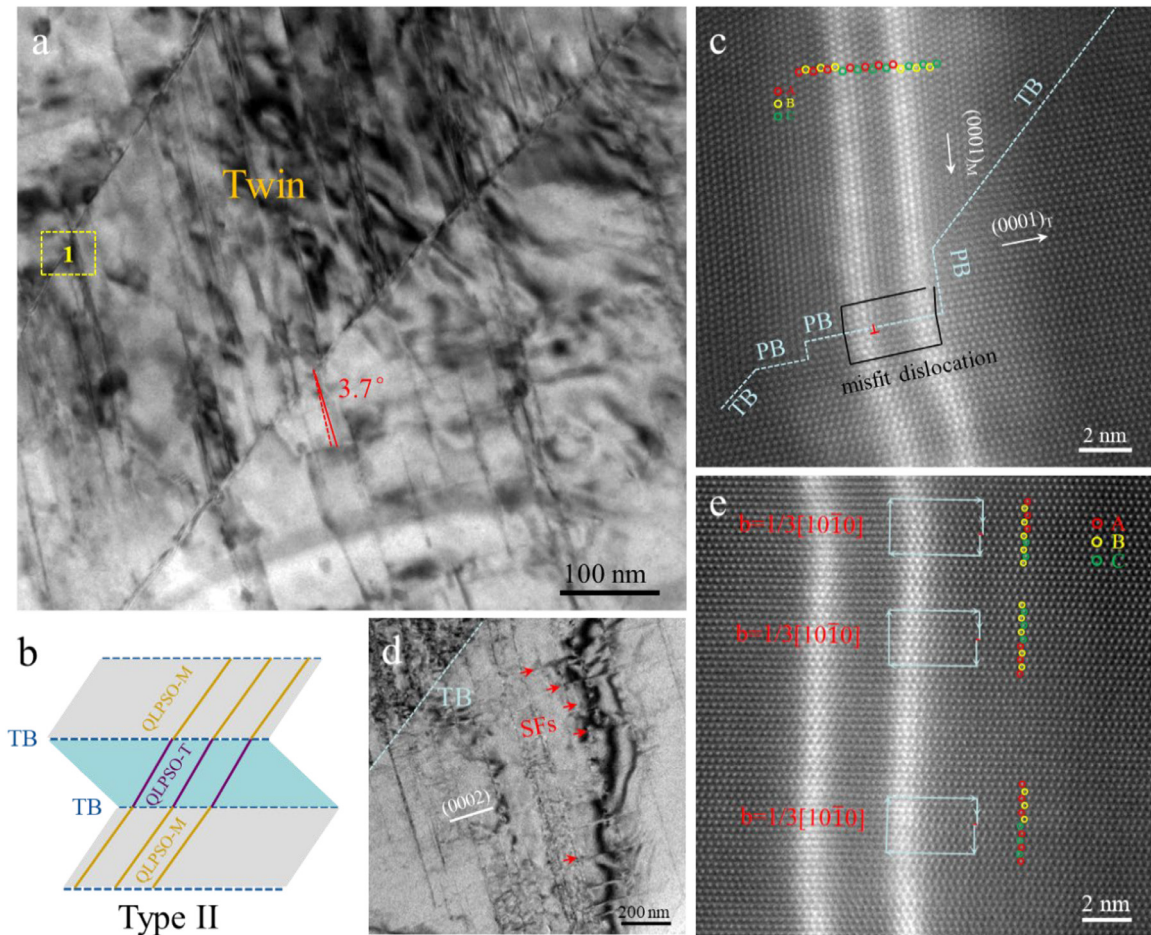 a
Twin
1
3.7°
100 nm
b
QLPSO-M
TB
QLPSO-T
TB
QLPSO-M
Type II
c
A
B
C
TB
(0001)M
(0001)T
PB
PB
PB
TB
misfit dislocation
2 nm
d
TB
SFs
(0002)
200 nm
e
b=1/3[101̄0]
A
B
C
b=1/3[101̄0]
b=1/3[101̄0]
2 nm